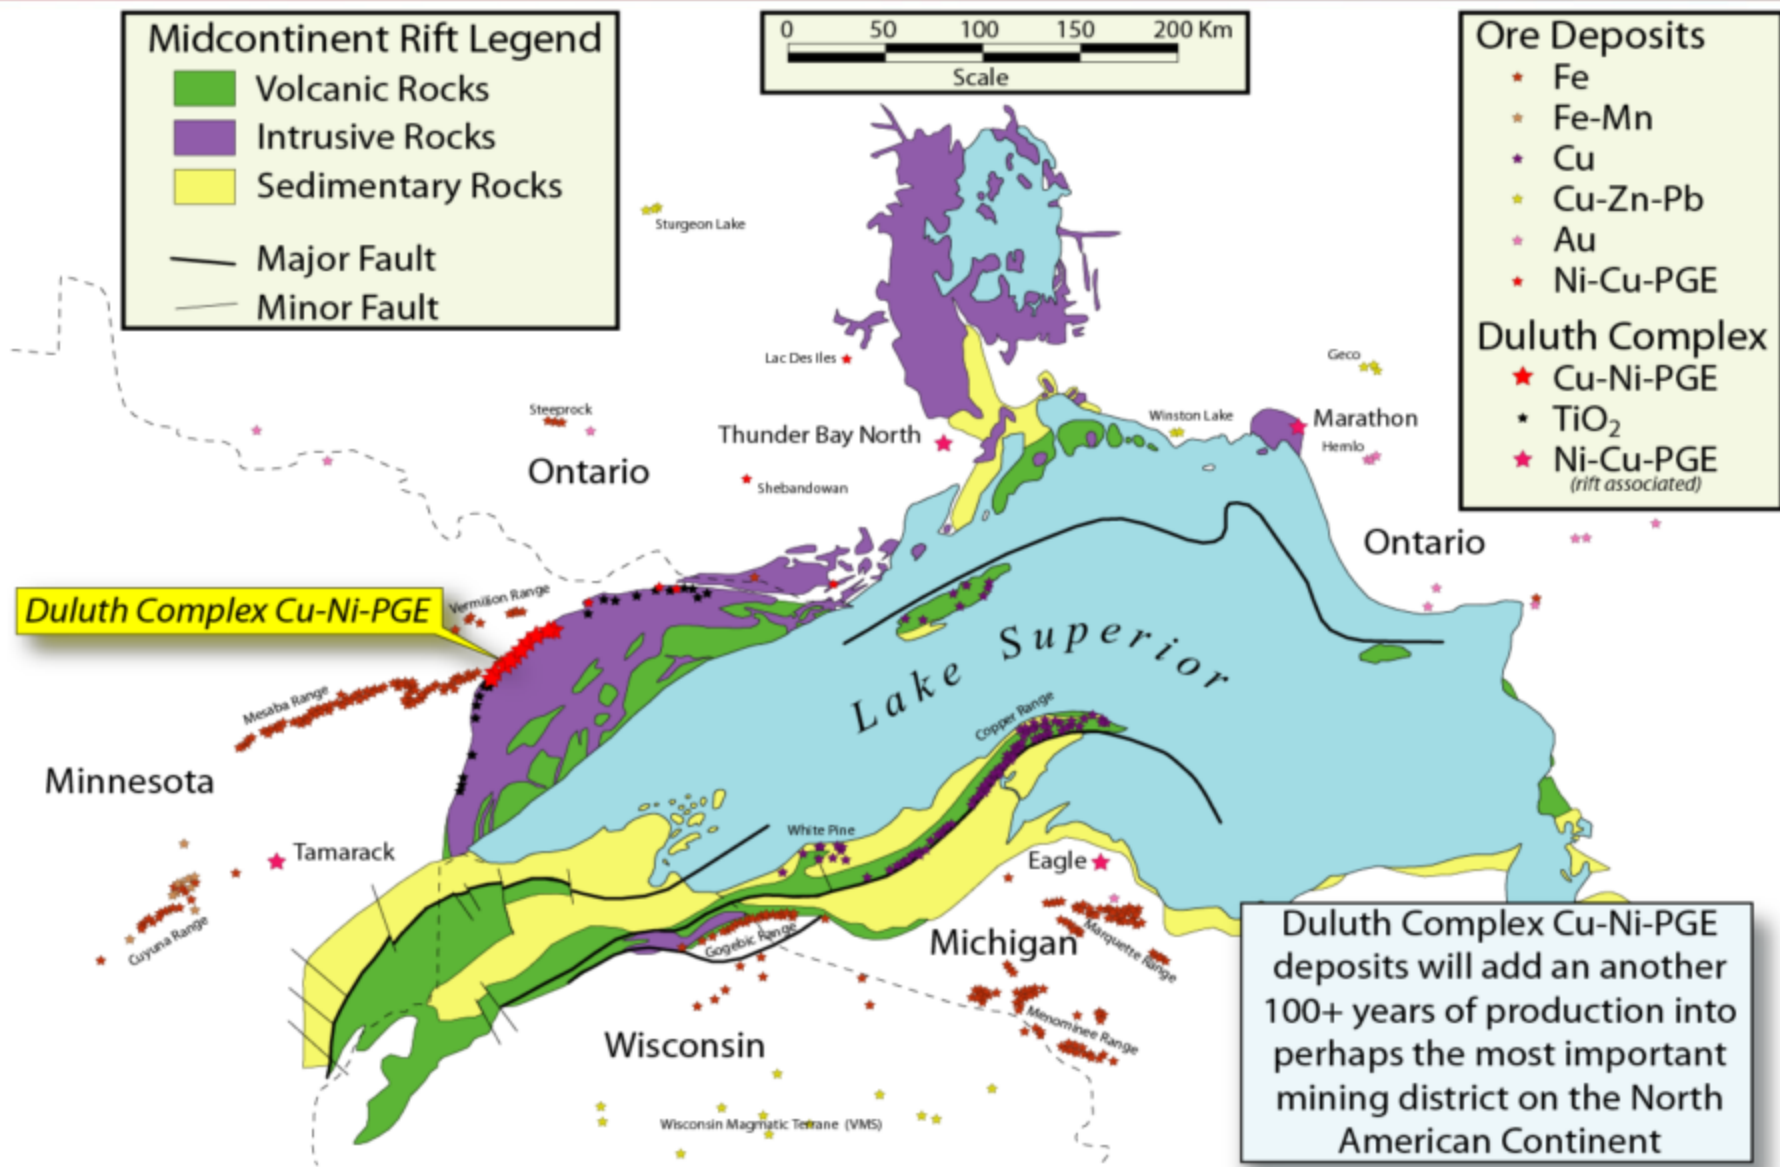 Midcontinent Rift Legend
Volcanic Rocks
Intrusive Rocks
Sedimentary Rocks
Major Fault
Minor Fault
0 50 100 150 200 Km
Scale
Ore Deposits
Fe
Fe-Mn
Cu
Cu-Zn-Pb
Au
Ni-Cu-PGE
Duluth Complex
Cu-Ni-PGE
TiO₂
Ni-Cu-PGE
(rift associated)
Sturgeon Lake
Lac Des Iles
Geco
Steeprock
Winston Lake
Marathon
Thunder Bay North
Hemlo
Ontario
Shebandowan
Ontario
Duluth Complex Cu-Ni-PGE
Vermilion Range
Lake Superior
Mesaba Range
Copper Range
Minnesota
White Pine
Tamarack
Eagle
Cuyuna Range
Gogebic Range
Michigan
Marquette Range
Menominee Range
Wisconsin
Wisconsin Magmatic Terrane (VMS)
Duluth Complex Cu-Ni-PGE
deposits will add an another
100+ years of production into
perhaps the most important
mining district on the North
American Continent